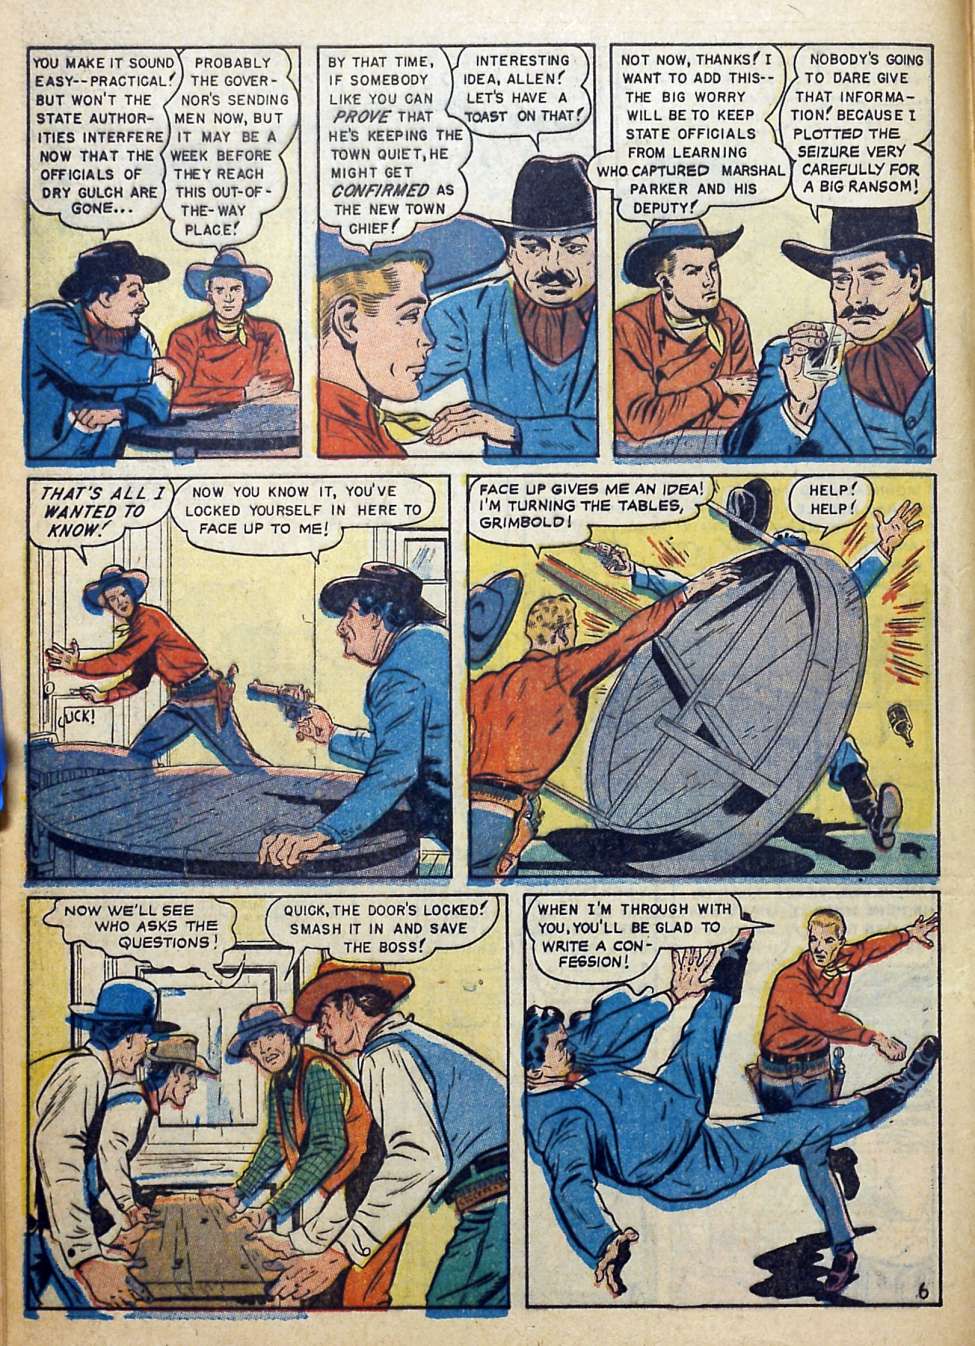 YOU MAKE IT SOUND
EASY--PRACTICAL!
BUT WON'T THE
STATE AUTHOR-
ITIES INTERFERE
NOW THAT THE
OFFICIALS OF
DRY GULCH ARE
GONE...
PROBABLY
THE GOVER-
NOR'S SENDING
MEN NOW, BUT
IT MAY BE A
WEEK BEFORE
THEY REACH
THIS OUT-OF-
THE-WAY
PLACE!
BY THAT TIME,
IF SOMEBODY
LIKE YOU CAN
PROVE THAT
HE'S KEEPING THE
TOWN QUIET, HE
MIGHT GET
CONFIRMED AS
THE NEW TOWN
CHIEF!
INTERESTING
IDEA, ALLEN!
LET'S HAVE A
TOAST ON THAT!
NOT NOW, THANKS! I
WANT TO ADD THIS--
THE BIG WORRY
WILL BE TO KEEP
STATE OFFICIALS
FROM LEARNING
WHO CAPTURED MARSHAL
PARKER AND HIS
DEPUTY!
NOBODY'S GOING
TO DARE GIVE
THAT INFORMA-
TION! BECAUSE I
PLOTTED THE
SEIZURE VERY
CAREFULLY FOR
A BIG RANSOM!
THAT'S ALL I
WANTED TO
KNOW!
NOW YOU KNOW IT, YOU'VE
LOCKED YOURSELF IN HERE TO
FACE UP TO ME!
CLICK!
FACE UP GIVES ME AN IDEA!
I'M TURNING THE TABLES,
GRIMBOLD!
HELP!
HELP!
NOW WE'LL SEE
WHO ASKS THE
QUESTIONS!
QUICK, THE DOOR'S LOCKED!
SMASH IT IN AND SAVE
THE BOSS!
WHEN I'M THROUGH WITH
YOU, YOU'LL BE GLAD TO
WRITE A CON-
FESSION!
6